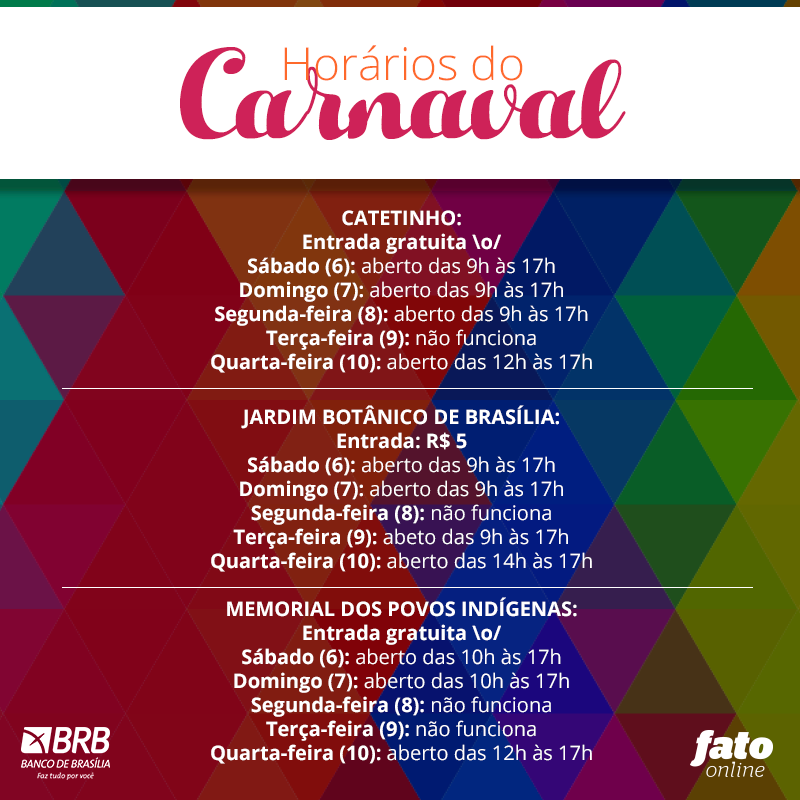 Horários do
Carnaval
CATETINHO:
Entrada gratuita \o/
Sábado (6): aberto das 9h às 17h
Domingo (7): aberto das 9h às 17h
Segunda-feira (8): aberto das 9h às 17h
Terça-feira (9): não funciona
Quarta-feira (10): aberto das 12h às 17h
JARDIM BOTÂNICO DE BRASÍLIA:
Entrada: R$ 5
Sábado (6): aberto das 9h às 17h
Domingo (7): aberto das 9h às 17h
Segunda-feira (8): não funciona
Terça-feira (9): abeto das 9h às 17h
Quarta-feira (10): aberto das 14h às 17h
MEMORIAL DOS POVOS INDÍGENAS:
Entrada gratuita \o/
Sábado (6): aberto das 10h às 17h
Domingo (7): aberto das 10h às 17h
Segunda-feira (8): não funciona
Terça-feira (9): não funciona
Quarta-feira (10): aberto das 12h às 17h
BRB
BANCO DE BRASÍLIA
Faz tudo por você
fato
online